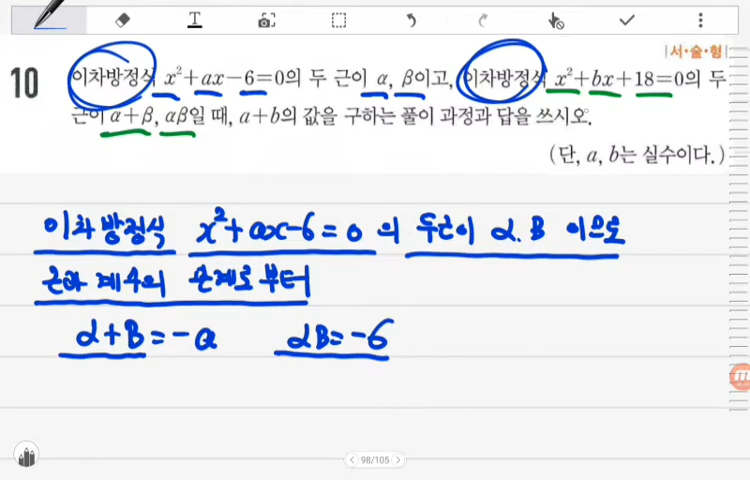 |서·술·형|
10 이차방정식 x²+ax−6=0의 두 근이 α, β이고, 이차방정식 x²+bx+18=0의 두
근이 α+β, αβ일 때, a+b의 값을 구하는 풀이 과정과 답을 쓰시오.
(단, a, b는 실수이다.)
이차방정식 x²+ax-6=0의 두근이 α.β 이므로
근과 계수의 관계로부터
α+β=-a αβ=-6
98/105